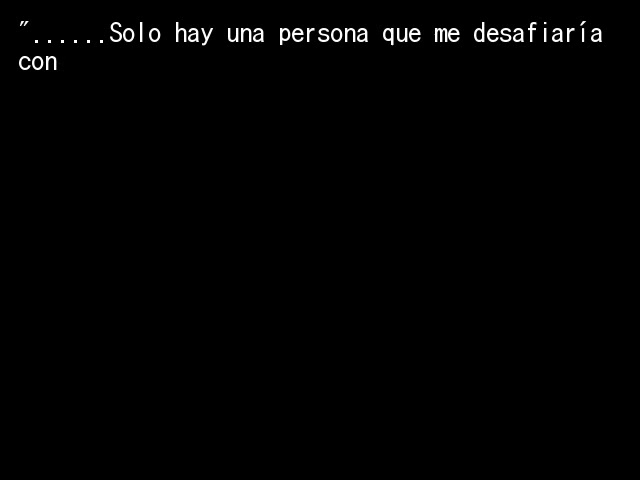 "......Solo hay una persona que me desafiaría
con